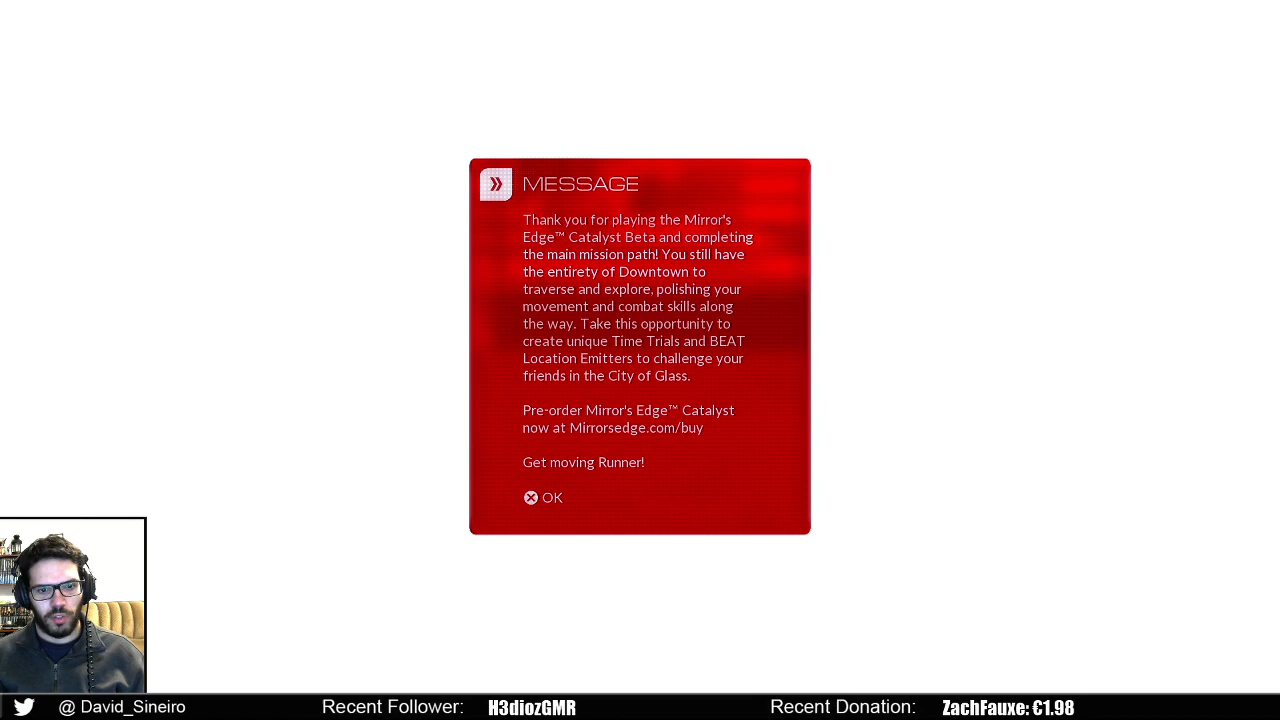 MESSAGE
Thank you for playing the Mirror's
Edge™ Catalyst Beta and completing
the main mission path! You still have
the entirety of Downtown to
traverse and explore, polishing your
movement and combat skills along
the way. Take this opportunity to
create unique Time Trials and BEAT
Location Emitters to challenge your
friends in the City of Glass.
Pre-order Mirror's Edge™ Catalyst
now at Mirrorsedge.com/buy
Get moving Runner!
OK
@ David_Sineiro Recent Follower: H3diozGMR Recent Donation: ZachFauxe: €1.98